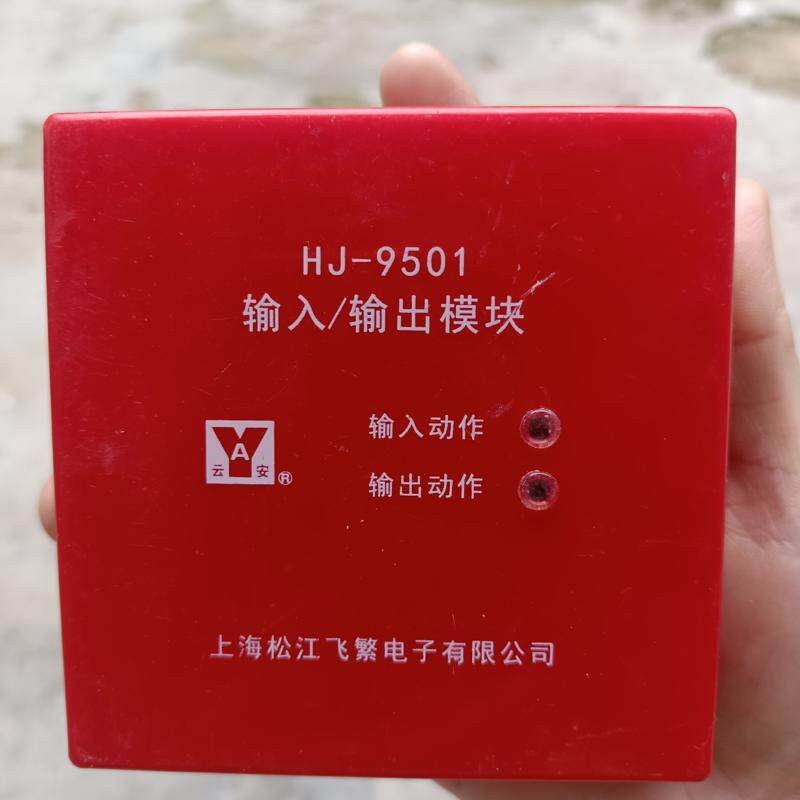 HJ-9501
输入/输出模块
输入动作
YA
云安®
输出动作
上海松江飞繁电子有限公司